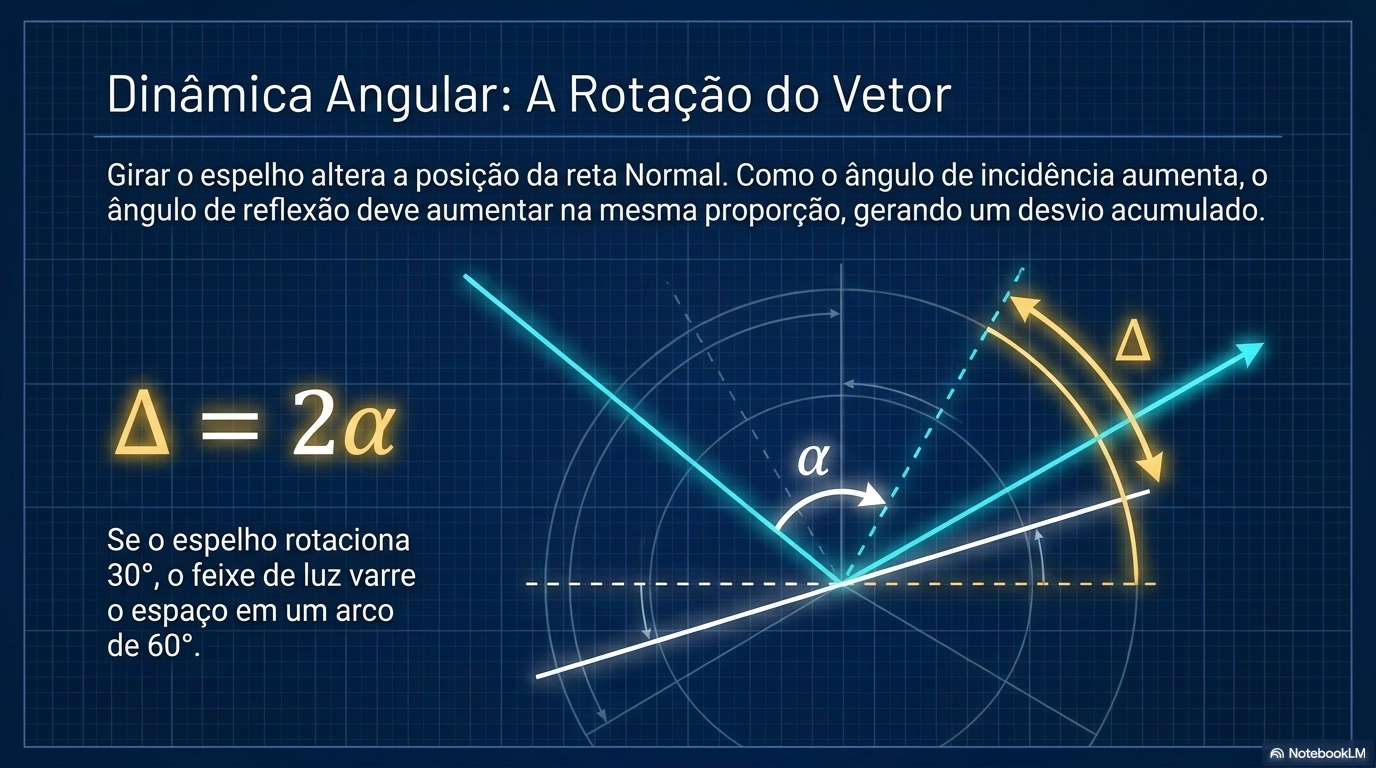 Dinâmica Angular: A Rotação do Vetor
Girar o espelho altera a posição da reta Normal. Como o ângulo de incidência aumenta, o
ângulo de reflexão deve aumentar na mesma proporção, gerando um desvio acumulado.
Δ
α
Δ = 2α
Se o espelho rotaciona
30°, o feixe de luz varre
o espaço em um arco
de 60°.
NotebookLM